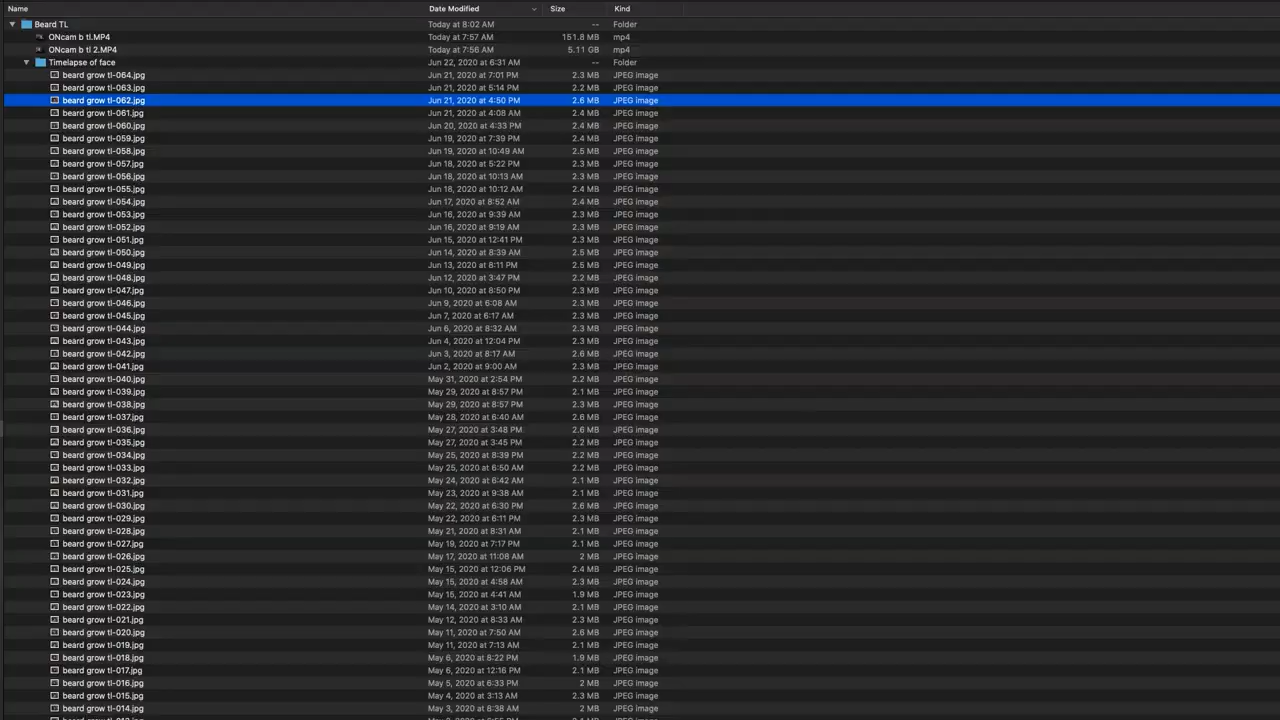 Name Date Modified Size Kind
Beard TL Today at 8:02 AM -- Folder
ONcam b tl.MP4 Today at 7:57 AM 151.8 MB mp4
ONcam b tl 2.MP4 Today at 7:56 AM 5.11 GB mp4
Timelapse of face Jun 22, 2020 at 6:31 AM -- Folder
beard grow tl-064.jpg Jun 21, 2020 at 7:01 PM 2.3 MB JPEG image
beard grow tl-063.jpg Jun 21, 2020 at 5:14 PM 2.2 MB JPEG image
beard grow tl-062.jpg Jun 21, 2020 at 4:50 PM 2.6 MB JPEG image
beard grow tl-061.jpg Jun 21, 2020 at 4:08 AM 2.4 MB JPEG image
beard grow tl-060.jpg Jun 20, 2020 at 4:33 PM 2.4 MB JPEG image
beard grow tl-059.jpg Jun 19, 2020 at 7:39 PM 2.4 MB JPEG image
beard grow tl-058.jpg Jun 19, 2020 at 10:49 AM 2.5 MB JPEG image
beard grow tl-057.jpg Jun 18, 2020 at 5:22 PM 2.3 MB JPEG image
beard grow tl-056.jpg Jun 18, 2020 at 10:13 AM 2.3 MB JPEG image
beard grow tl-055.jpg Jun 18, 2020 at 10:12 AM 2.4 MB JPEG image
beard grow tl-054.jpg Jun 17, 2020 at 8:52 AM 2.4 MB JPEG image
beard grow tl-053.jpg Jun 16, 2020 at 9:39 AM 2.3 MB JPEG image
beard grow tl-052.jpg Jun 16, 2020 at 9:19 AM 2.3 MB JPEG image
beard grow tl-051.jpg Jun 15, 2020 at 12:41 PM 2.3 MB JPEG image
beard grow tl-050.jpg Jun 14, 2020 at 8:39 AM 2.5 MB JPEG image
beard grow tl-049.jpg Jun 13, 2020 at 8:11 PM 2.5 MB JPEG image
beard grow tl-048.jpg Jun 12, 2020 at 3:47 PM 2.2 MB JPEG image
beard grow tl-047.jpg Jun 10, 2020 at 8:50 PM 2.3 MB JPEG image
beard grow tl-046.jpg Jun 9, 2020 at 6:08 AM 2.3 MB JPEG image
beard grow tl-045.jpg Jun 7, 2020 at 6:17 AM 2.3 MB JPEG image
beard grow tl-044.jpg Jun 6, 2020 at 8:32 AM 2.3 MB JPEG image
beard grow tl-043.jpg Jun 4, 2020 at 12:04 PM 2.3 MB JPEG image
beard grow tl-042.jpg Jun 3, 2020 at 8:17 AM 2.6 MB JPEG image
beard grow tl-041.jpg Jun 2, 2020 at 9:00 AM 2.3 MB JPEG image
beard grow tl-040.jpg May 31, 2020 at 2:54 PM 2.2 MB JPEG image
beard grow tl-039.jpg May 29, 2020 at 8:57 PM 2.1 MB JPEG image
beard grow tl-038.jpg May 29, 2020 at 8:57 PM 2.3 MB JPEG image
beard grow tl-037.jpg May 28, 2020 at 6:40 AM 2.6 MB JPEG image
beard grow tl-036.jpg May 27, 2020 at 3:48 PM 2.6 MB JPEG image
beard grow tl-035.jpg May 27, 2020 at 3:45 PM 2.2 MB JPEG image
beard grow tl-034.jpg May 25, 2020 at 8:39 PM 2.2 MB JPEG image
beard grow tl-033.jpg May 25, 2020 at 6:50 AM 2.2 MB JPEG image
beard grow tl-032.jpg May 24, 2020 at 6:42 AM 2.1 MB JPEG image
beard grow tl-031.jpg May 23, 2020 at 9:38 AM 2.1 MB JPEG image
beard grow tl-030.jpg May 22, 2020 at 6:30 PM 2.6 MB JPEG image
beard grow tl-029.jpg May 22, 2020 at 6:11 PM 2.3 MB JPEG image
beard grow tl-028.jpg May 21, 2020 at 8:31 AM 2.1 MB JPEG image
beard grow tl-027.jpg May 19, 2020 at 7:17 PM 2.1 MB JPEG image
beard grow tl-026.jpg May 17, 2020 at 11:08 AM 2 MB JPEG image
beard grow tl-025.jpg May 15, 2020 at 12:06 PM 2.4 MB JPEG image
beard grow tl-024.jpg May 15, 2020 at 4:58 AM 2.3 MB JPEG image
beard grow tl-023.jpg May 15, 2020 at 4:41 AM 1.9 MB JPEG image
beard grow tl-022.jpg May 14, 2020 at 3:10 AM 2.2 MB JPEG image
beard grow tl-021.jpg May 12, 2020 at 8:33 AM 2.1 MB JPEG image
beard grow tl-020.jpg May 11, 2020 at 7:50 AM 2.6 MB JPEG image
beard grow tl-019.jpg May 11, 2020 at 7:13 AM 2.1 MB JPEG image
beard grow tl-018.jpg May 6, 2020 at 8:22 PM 1.9 MB JPEG image
beard grow tl-017.jpg May 6, 2020 at 12:16 PM 2.1 MB JPEG image
beard grow tl-016.jpg May 5, 2020 at 6:33 PM 2 MB JPEG image
beard grow tl-015.jpg May 4, 2020 at 3:13 AM 2.3 MB JPEG image
beard grow tl-014.jpg May 3, 2020 at 8:38 AM 2 MB JPEG image